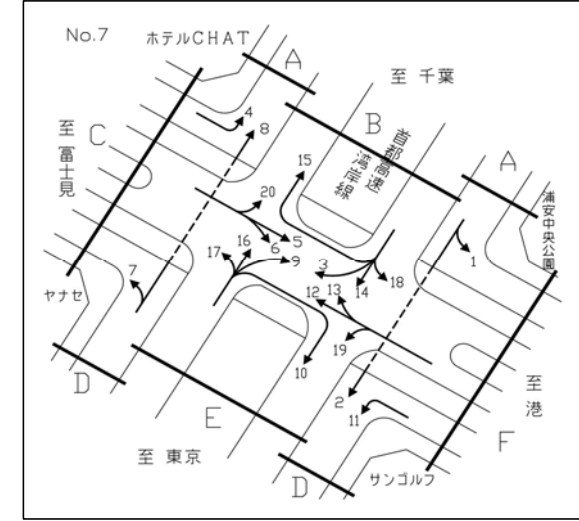 No.7
ホテルCHAT
A
至 千葉
B
首都高速
湾岸線
A
浦安中央公園
C
至 富士見
4
8
15
20
5
6
16
17
9
3
14
18
1
7
12
13
19
10
2
11
ヤナセ
D
E
至 東京
D
サンゴルフ
至 港
F